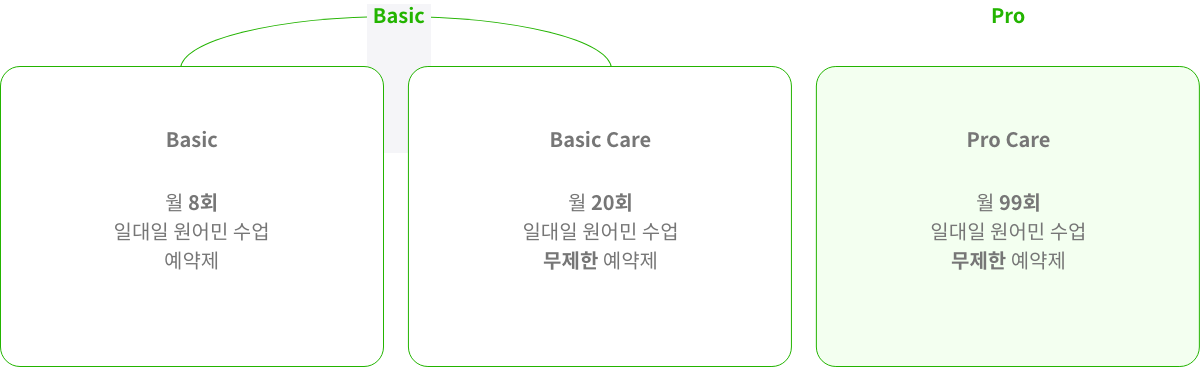 Basic
Pro
Basic
월 8회
일대일 원어민 수업
예약제
Basic Care
월 20회
일대일 원어민 수업
무제한 예약제
Pro Care
월 99회
일대일 원어민 수업
무제한 예약제